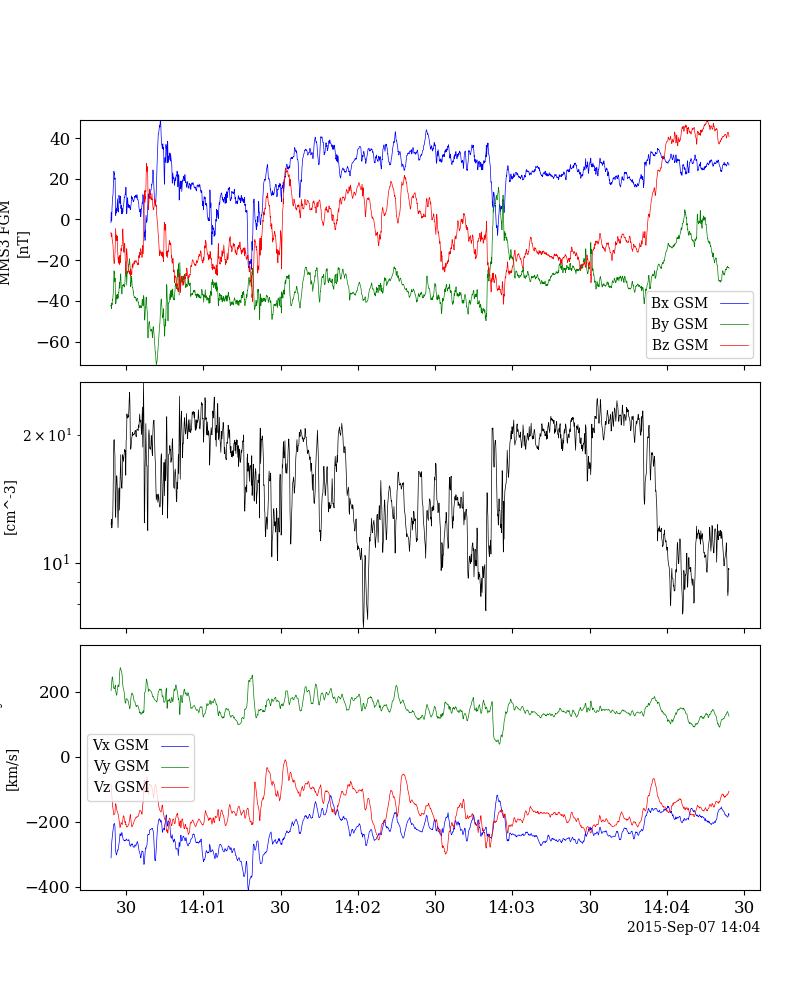 40
20
0
−20
−40
−60
MMS3 FGM
[nT]
Bx GSM
By GSM
Bz GSM
2 × 10¹
10¹
[cm^-3]
200
0
−200
−400
[km/s]
Vx GSM
Vy GSM
Vz GSM
30 14:01 30 14:02 30 14:03 30 14:04 30
2015-Sep-07 14:04